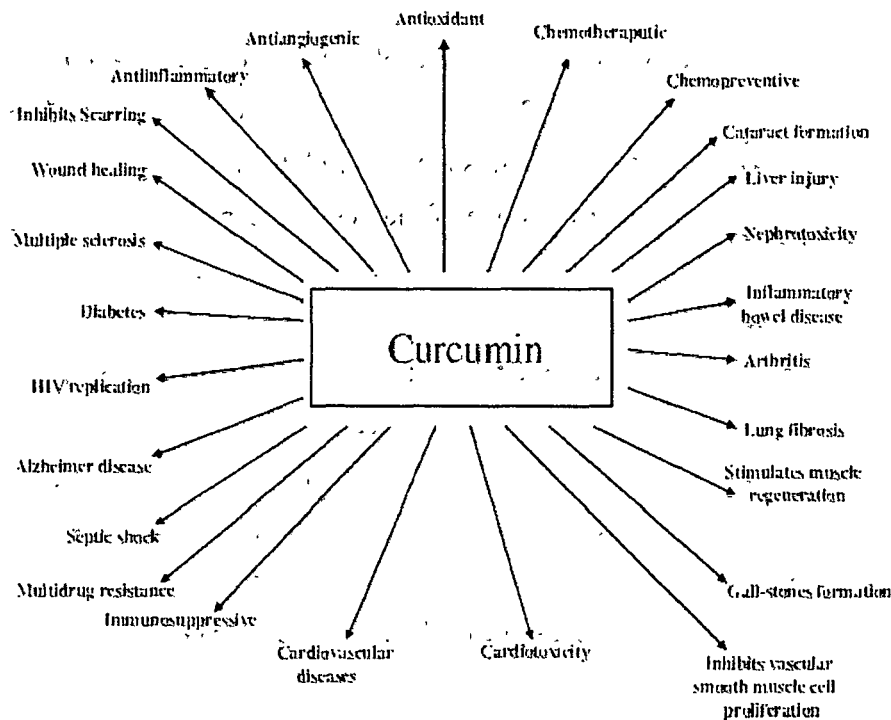 Antioxidant
Antiangiogenic
Chemotheraputic
Antiinflammatory
Chemopreventive
Inhibits Scarring
Cataract formation
Wound healing
Liver injury
Multiple sclerosis
Nephrotoxicity
Diabetes
Inflammatory
bowel disease
Curcumin
Arthritis
HIV replication
Lung fibrosis
Alzheimer disease
Stimulates muscle
regeneration
Septic shock
Multidrug resistance
Gall-stones formation
Immunosuppressive
Cardiovascular
diseases
Cardiotoxicity
Inhibits vascular
smooth muscle cell
proliferation